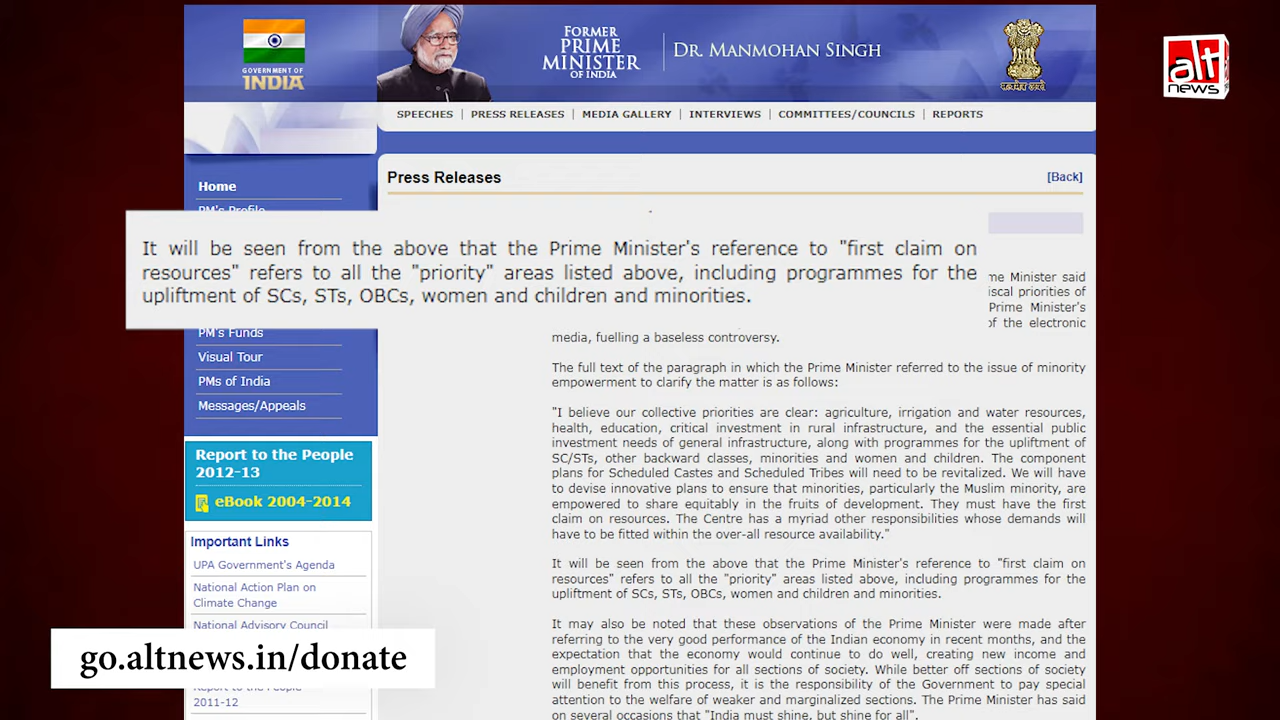 GOVERNMENT OF
INDIA
FORMER
PRIME
MINISTER
OF INDIA
DR. MANMOHAN SINGH
सत्यमेव जयते
alt
news
SPEECHES | PRESS RELEASES | MEDIA GALLERY | INTERVIEWS | COMMITTEES/COUNCILS | REPORTS
Press Releases
[Back]
Home
PM's Profile
It will be seen from the above that the Prime Minister's reference to "first claim on
resources" refers to all the "priority" areas listed above, including programmes for the
upliftment of SCs, STs, OBCs, women and children and minorities.
PM's Funds
Visual Tour
PMs of India
Messages/Appeals
Report to the People
2012-13
eBook 2004-2014
Important Links
UPA Government's Agenda
National Action Plan on
Climate Change
National Advisory Council
Report to the People
2011-12
me Minister said
iscal priorities of
Prime Minister's
of the electronic
media, fuelling a baseless controversy.
The full text of the paragraph in which the Prime Minister referred to the issue of minority
empowerment to clarify the matter is as follows:
"I believe our collective priorities are clear: agriculture, irrigation and water resources,
health, education, critical investment in rural infrastructure, and the essential public
investment needs of general infrastructure, along with programmes for the upliftment of
SC/STs, other backward classes, minorities and women and children. The component
plans for Scheduled Castes and Scheduled Tribes will need to be revitalized. We will have
to devise innovative plans to ensure that minorities, particularly the Muslim minority, are
empowered to share equitably in the fruits of development. They must have the first
claim on resources. The Centre has a myriad other responsibilities whose demands will
have to be fitted within the over-all resource availability."
It will be seen from the above that the Prime Minister's reference to "first claim on
resources" refers to all the "priority" areas listed above, including programmes for the
upliftment of SCs, STs, OBCs, women and children and minorities.
It may also be noted that these observations of the Prime Minister were made after
referring to the very good performance of the Indian economy in recent months, and the
expectation that the economy would continue to do well, creating new income and
employment opportunities for all sections of society. While better off sections of society
will benefit from this process, it is the responsibility of the Government to pay special
attention to the welfare of weaker and marginalized sections. The Prime Minister has said
on several occasions that "India must shine, but shine for all".
go.altnews.in/donate